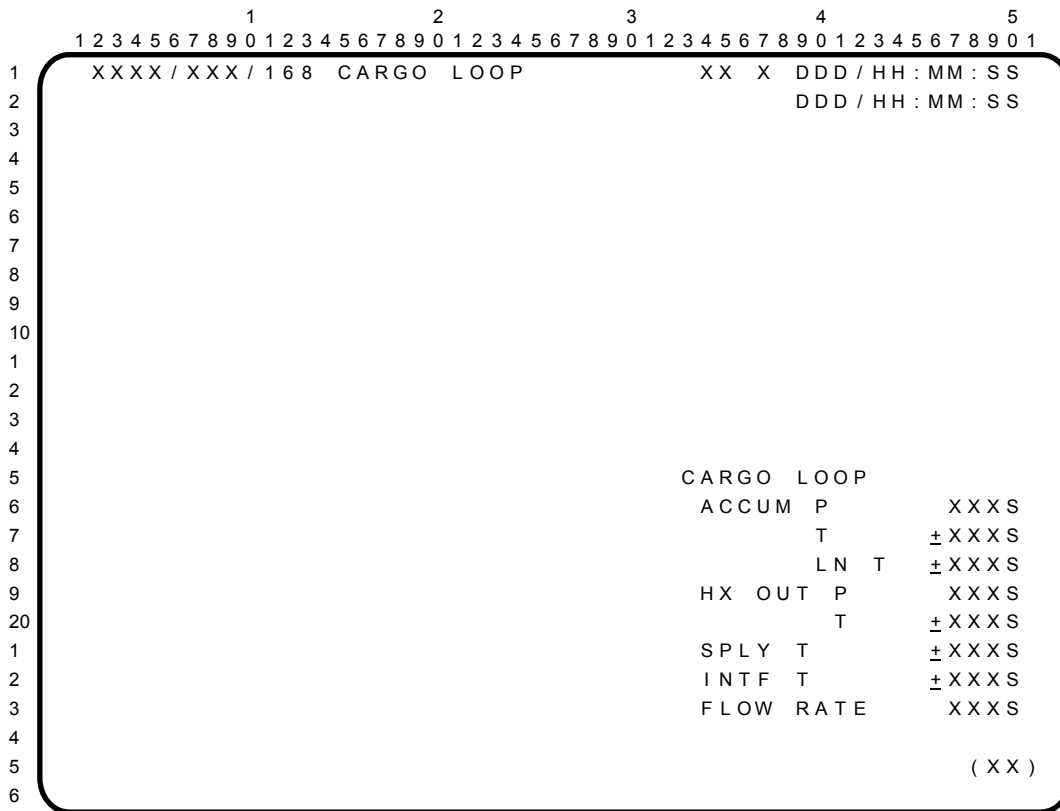 1 2 3 4 5
1 2 3 4 5 6 7 8 9 0 1 2 3 4 5 6 7 8 9 0 1 2 3 4 5 6 7 8 9 0 1 2 3 4 5 6 7 8 9 0 1 2 3 4 5 6 7 8 9 0 1
1 XXXX/XXX/168 CARGO LOOP XX X DDD/HH:MM:SS
2 DDD/HH:MM:SS
3
4
5
6
7
8
9
10
1
2
3
4
5 CARGO LOOP
6 ACCUM P XXXS
7 T ±XXXS
8 LN T ±XXXS
9 HX OUT P XXXS
20 T ±XXXS
1 SPLY T ±XXXS
2 INTF T ±XXXS
3 FLOW RATE XXXS
4
5 (XX)
6